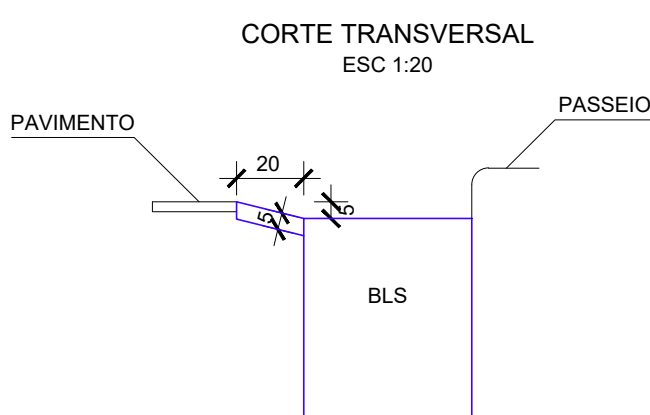 CORTE TRANSVERSAL
ESC 1:20
PASSEIO
PAVIMENTO
20
5
5
BLS